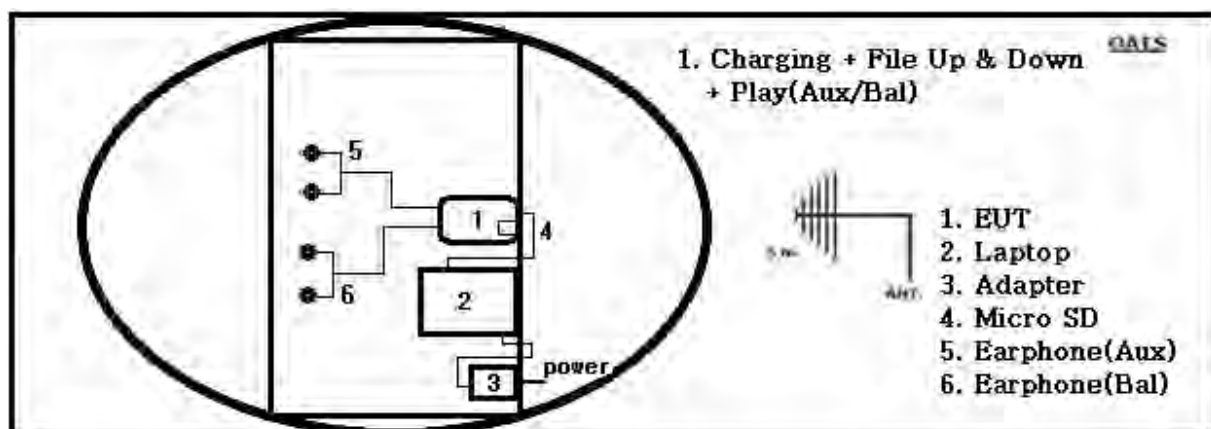 1. Charging + File Up & Down
+ Play(Aux/Bal)
OATS
5
1
4
2
6
3
power
ANT.
1. EUT
2. Laptop
3. Adapter
4. Micro SD
5. Earphone(Aux)
6. Earphone(Bal)